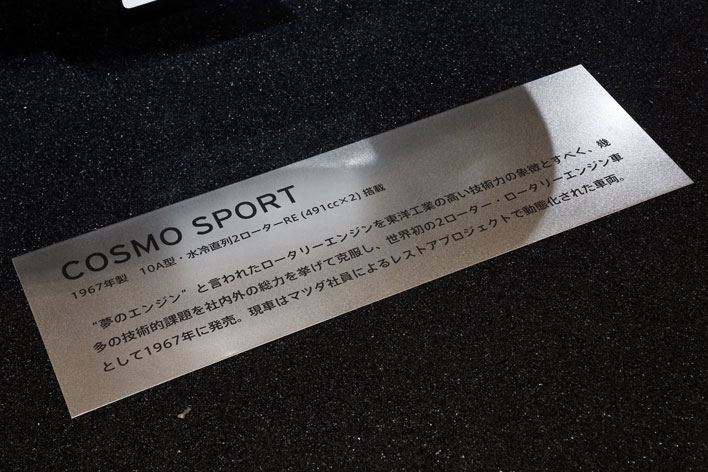 COSMO SPORT
1967年製　10A型・水冷直列2ローターRE (491cc×2) 搭載
“夢のエンジン” と言われたロータリーエンジンを東洋工業の高い技術力の象徴とすべく、幾
多の技術的課題を社内外の総力を挙げて克服し、世界初の2ローター・ロータリーエンジン車
として1967年に発売。現車はマツダ社員によるレストアプロジェクトで動態化された車両。